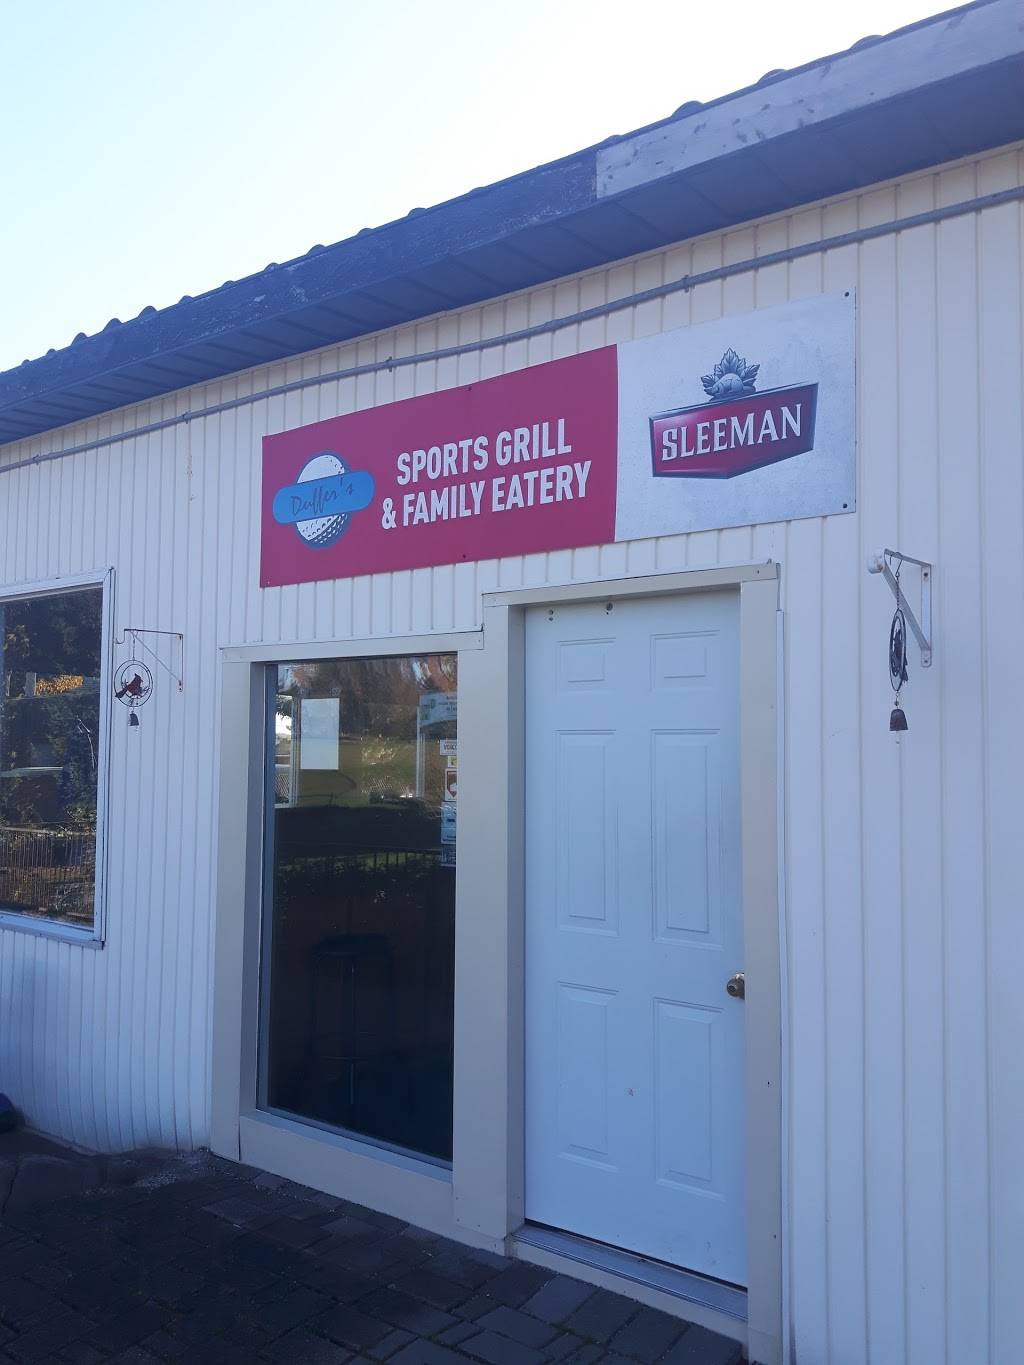 Duffer's
SPORTS GRILL
& FAMILY EATERY
SLEEMAN